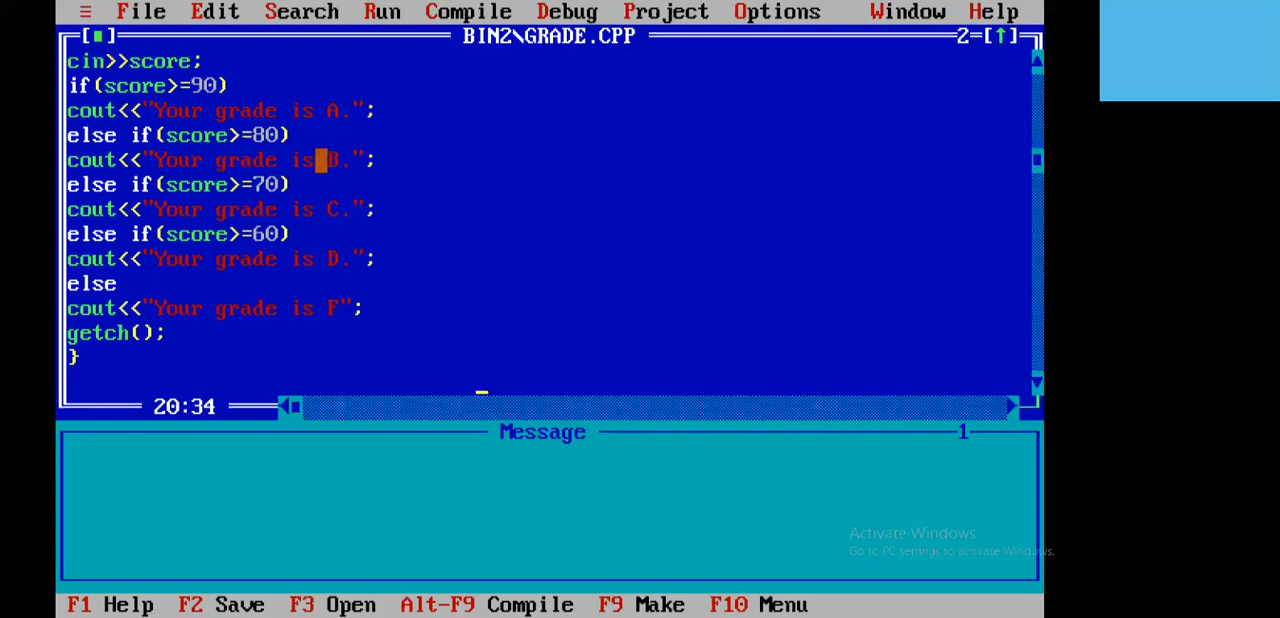 ≡ File Edit Search Run Compile Debug Project Options Window Help
[■] BIN2\GRADE.CPP 2=[↑]
cin>>score;
if(score>=90)
cout<<"Your grade is A.";
else if(score>=80)
cout<<"Your grade is B.";
else if(score>=70)
cout<<"Your grade is C.";
else if(score>=60)
cout<<"Your grade is D.";
else
cout<<"Your grade is F";
getch();
}
20:34
Message 1
Activate Windows
Go to PC settings to activate Windows.
F1 Help F2 Save F3 Open Alt-F9 Compile F9 Make F10 Menu